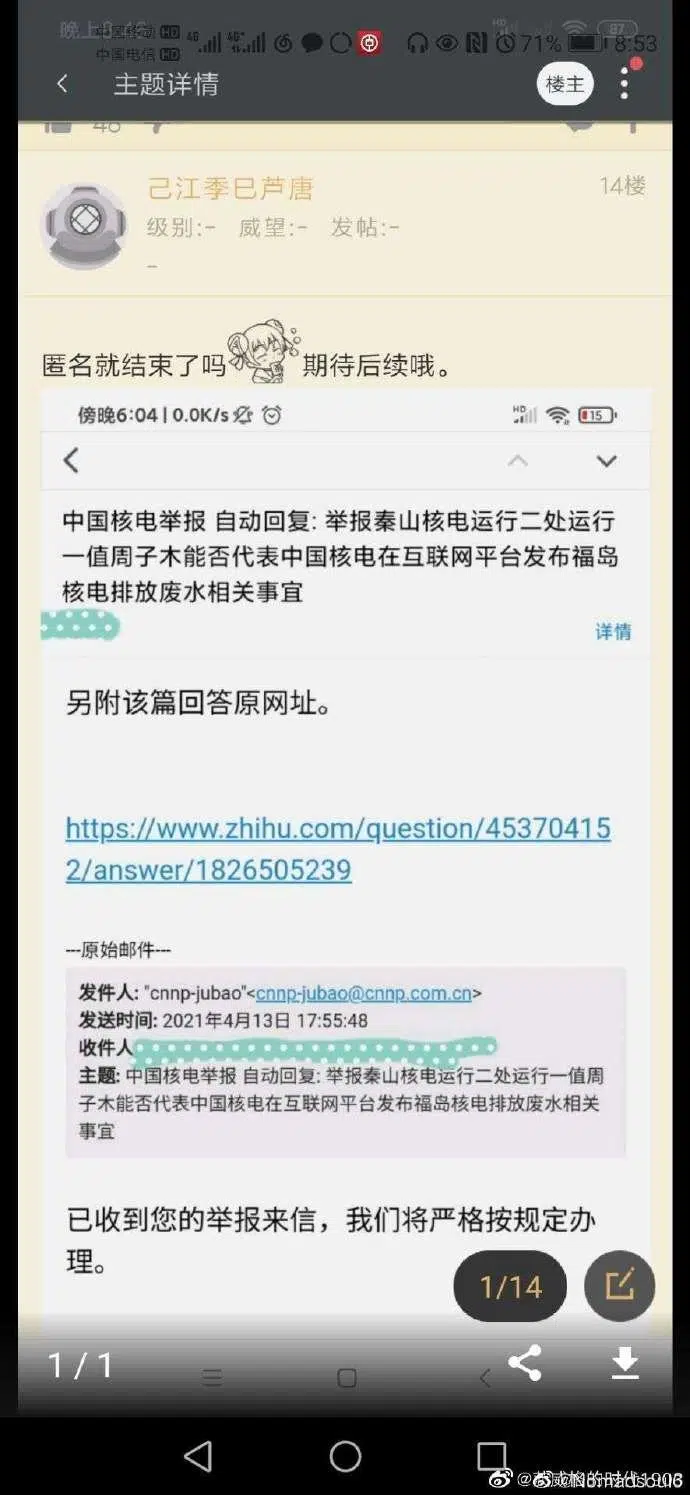 中国移动 HD 4G 4G 71% 8:53
中国电信 HD
晚上8:46 HD 87
主题详情
楼主
48
己江季巳芦唐
14楼
级别:- 威望:- 发帖:-
-
匿名就结束了吗 期待后续哦。
傍晚6:04 | 0.0K/s HD 15
中国核电举报 自动回复: 举报秦山核电运行二处运行
一值周子木能否代表中国核电在互联网平台发布福岛
核电排放废水相关事宜
详情
另附该篇回答原网址。
https://www.zhihu.com/question/45370415
2/answer/1826505239
---原始邮件---
发件人: "cnnp-jubao"<cnnp-jubao@cnnp.com.cn>
发送时间: 2021年4月13日 17:55:48
收件人
主题: 中国核电举报 自动回复: 举报秦山核电运行二处运行一值周
子木能否代表中国核电在互联网平台发布福岛核电排放废水相关
事宜
已收到您的举报来信，我们将严格按规定办
理。
1/14
1 / 1